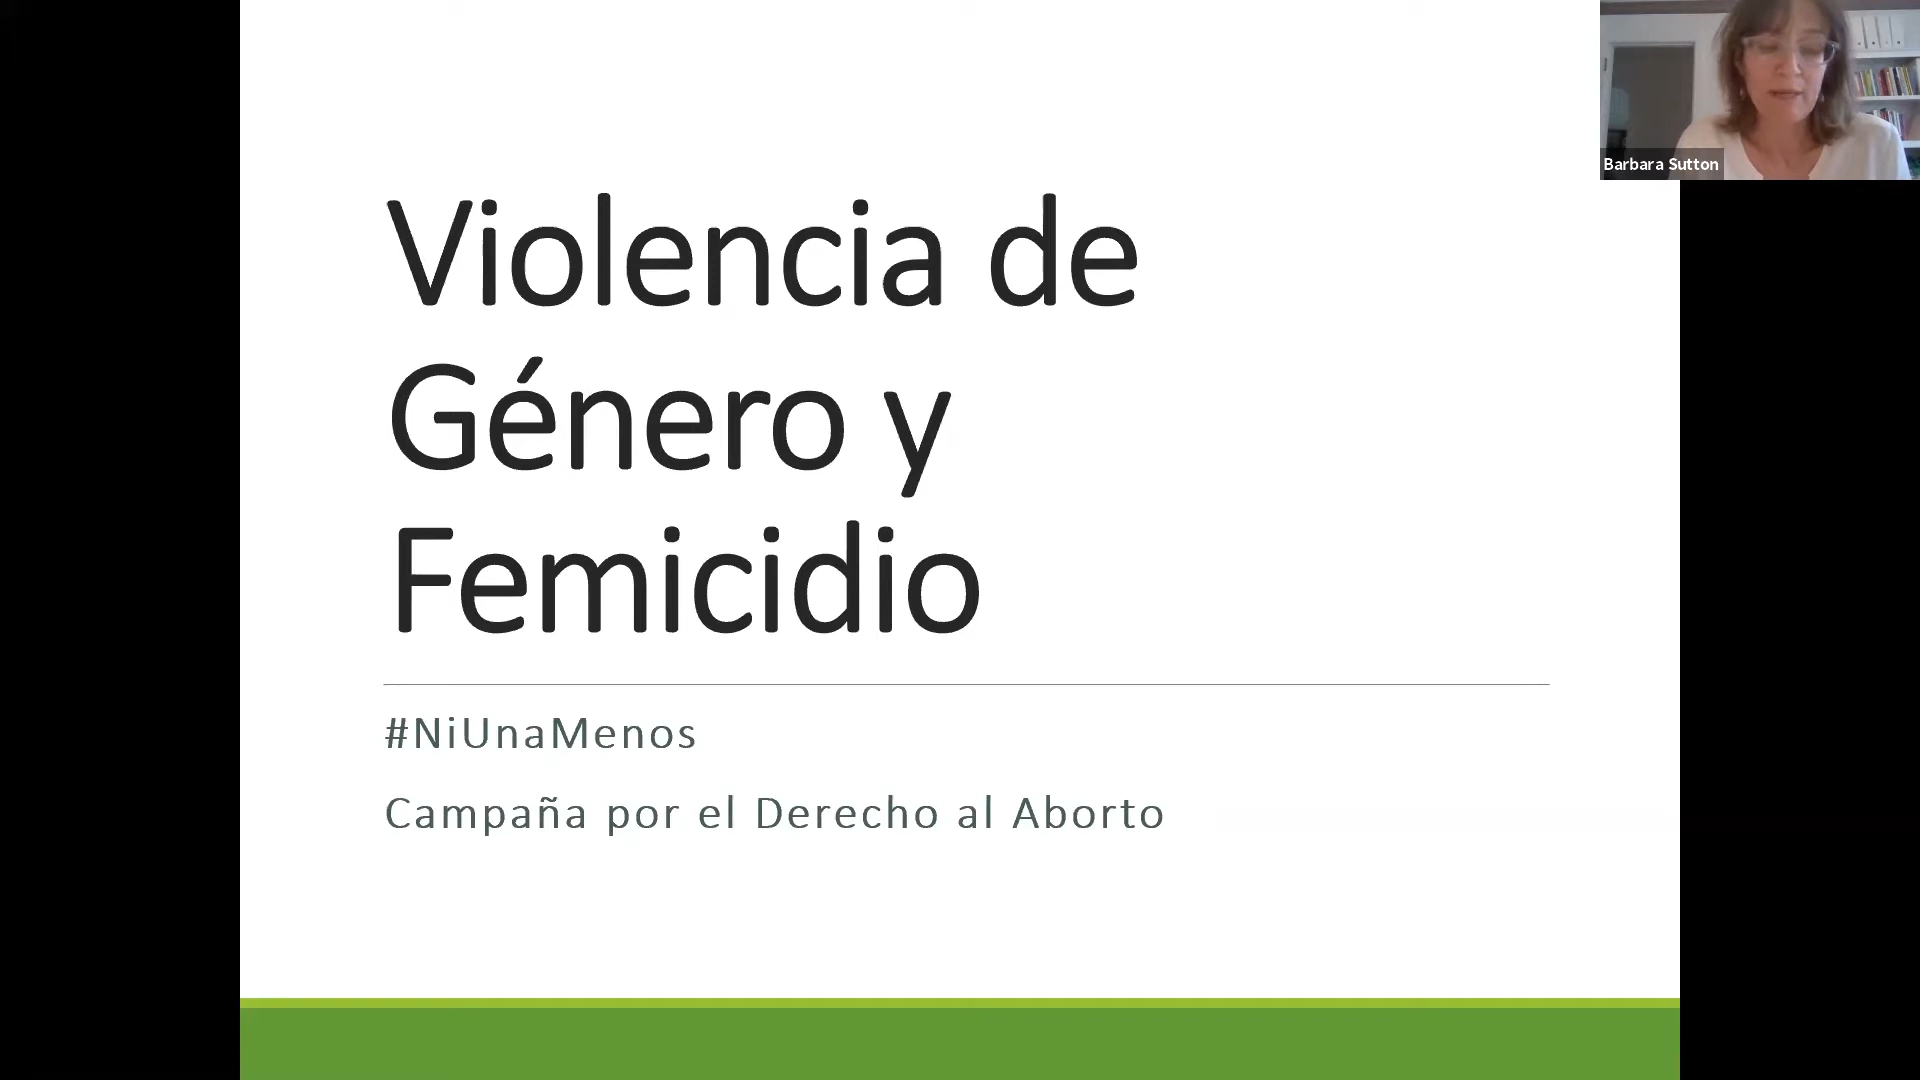 Violencia de
Género y
Femicidio
#NiUnaMenos
Campaña por el Derecho al Aborto
Barbara Sutton